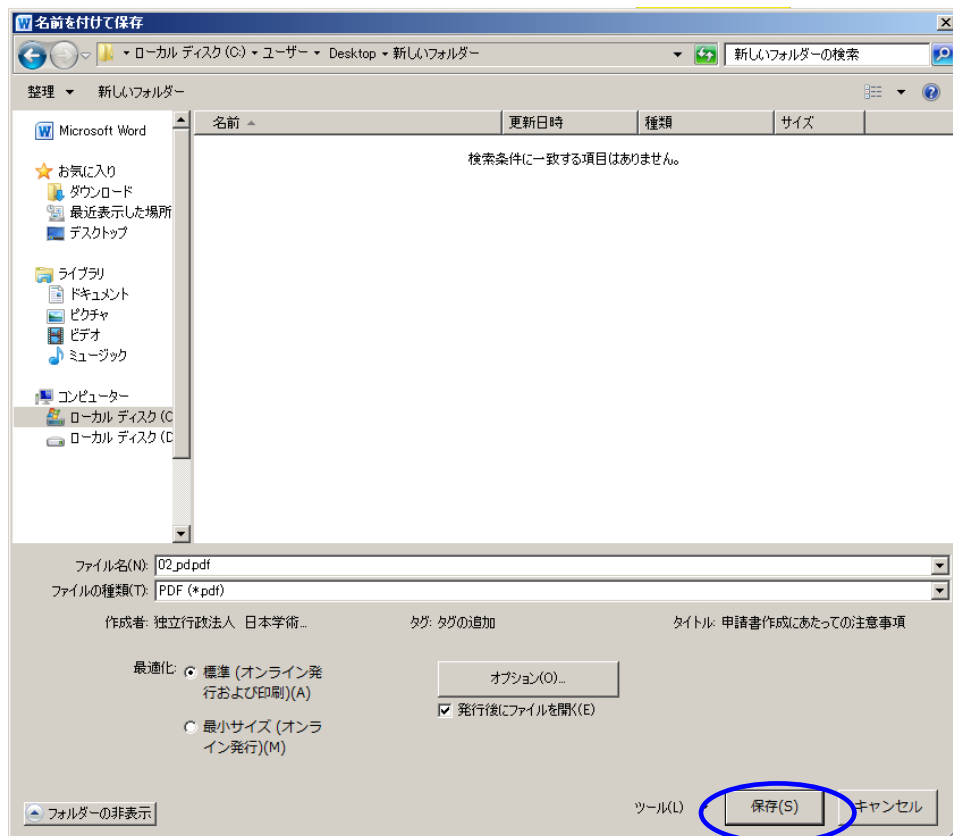 名前を付けて保存
ローカル ディスク (C:) ユーザー Desktop 新しいフォルダー 新しいフォルダーの検索
整理 新しいフォルダー
名前 更新日時 種類 サイズ
検索条件に一致する項目はありません。
Microsoft Word
お気に入り
ダウンロード
最近表示した場所
デスクトップ
ライブラリ
ドキュメント
ピクチャ
ビデオ
ミュージック
コンピューター
ローカル ディスク (C
ローカル ディスク (D
ファイル名(N): 02_pd.pdf
ファイルの種類(T): PDF (*.pdf)
作成者: 独立行政法人 日本学術... タグ: タグの追加 タイトル: 申請書作成にあたっての注意事項
最適化: 標準 (オンライン発
行および印刷)(A)
最小サイズ (オンラ
イン発行)(M)
オプション(O)...
発行後にファイルを開く(E)
フォルダーの非表示 ツール(L) 保存(S) キャンセル